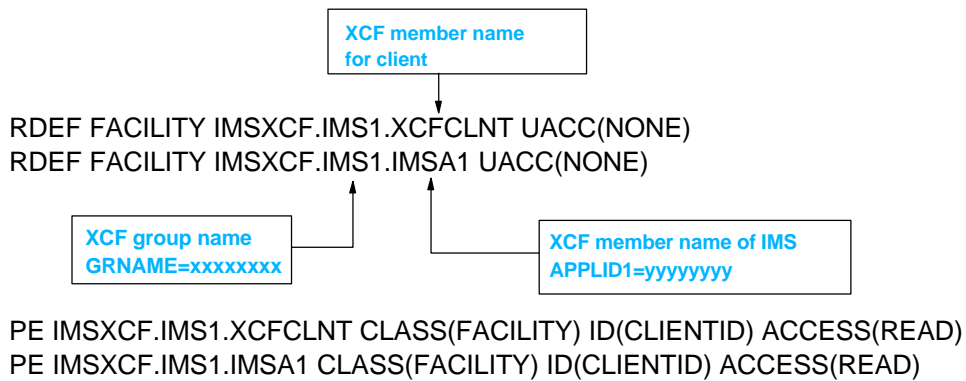 XCF member name
for client
RDEF FACILITY IMSXCF.IMS1.XCFCLNT UACC(NONE)
RDEF FACILITY IMSXCF.IMS1.IMSA1 UACC(NONE)
XCF group name
GRNAME=xxxxxxxx
XCF member name of IMS
APPLID1=yyyyyyyy
PE IMSXCF.IMS1.XCFCLNT CLASS(FACILITY) ID(CLIENTID) ACCESS(READ)
PE IMSXCF.IMS1.IMSA1 CLASS(FACILITY) ID(CLIENTID) ACCESS(READ)